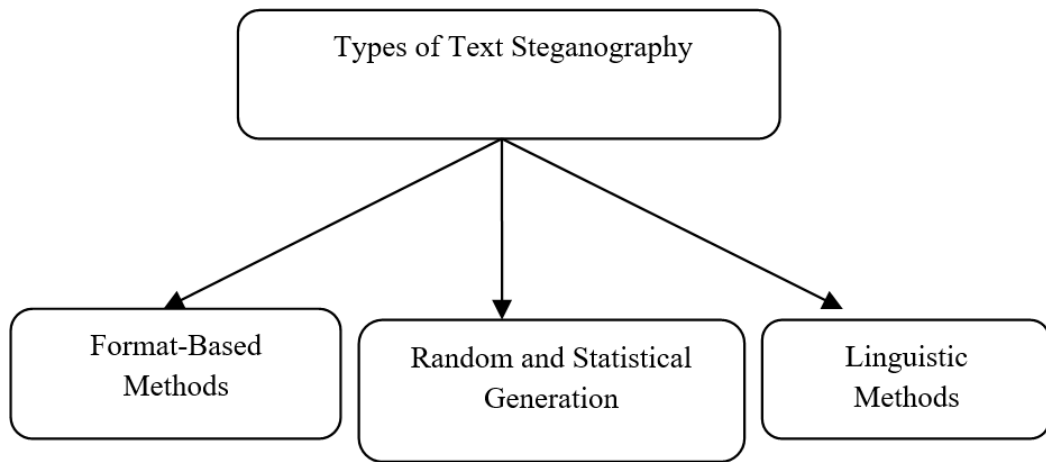 Types of Text Steganography
Format-Based
Methods
Random and Statistical
Generation
Linguistic
Methods